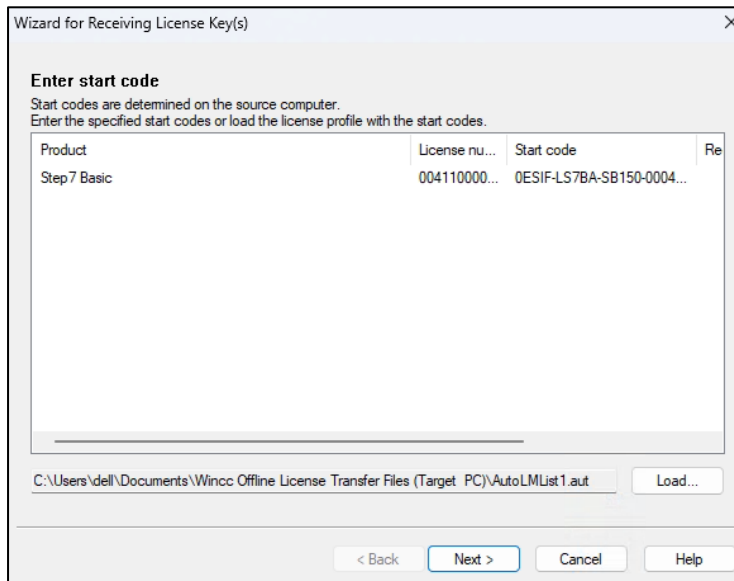 Wizard for Receiving License Key(s)
Enter start code
Start codes are determined on the source computer.
Enter the specified start codes or load the license profile with the start codes.
Product License nu... Start code Re
Step7 Basic 004110000... 0ESIF-LS7BA-SB150-0004...
C:\Users\dell\Documents\Wincc Offline License Transfer Files (Target PC)\AutoLMList1.aut Load...
< Back Next > Cancel Help